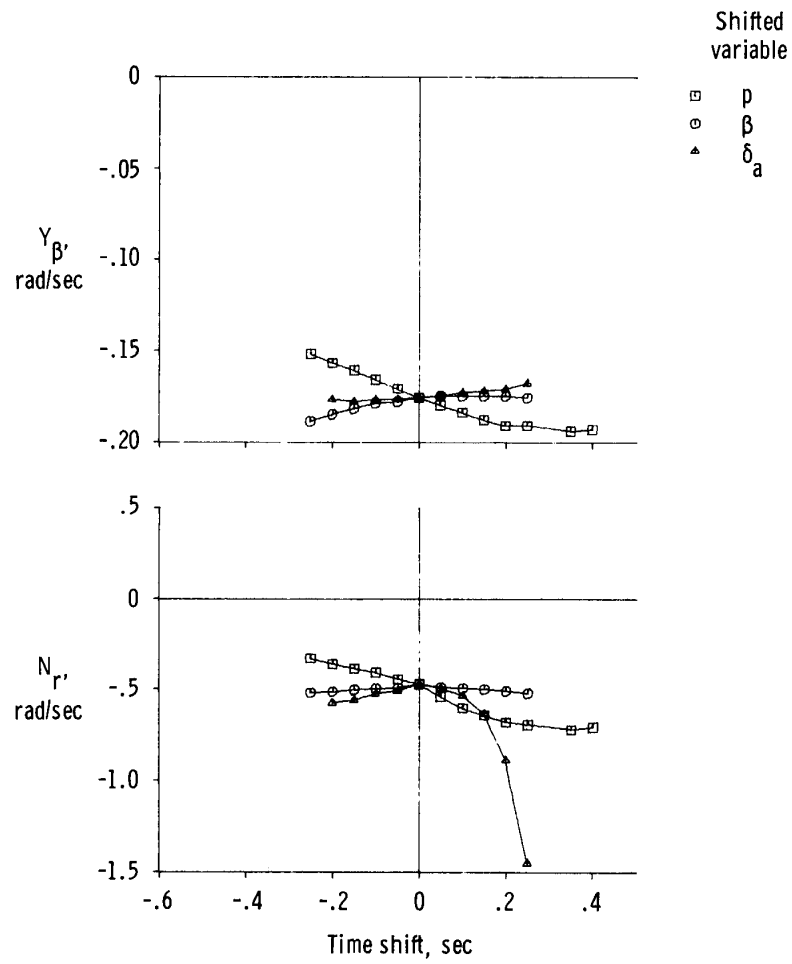 Shifted
variable
p
β
δa
0
-.05
-.10
-.15
-.20
Yβ,
rad/sec
.5
0
-.5
-1.0
-1.5
Nr,
rad/sec
-.6
-.4
-.2
0
.2
.4
Time shift, sec